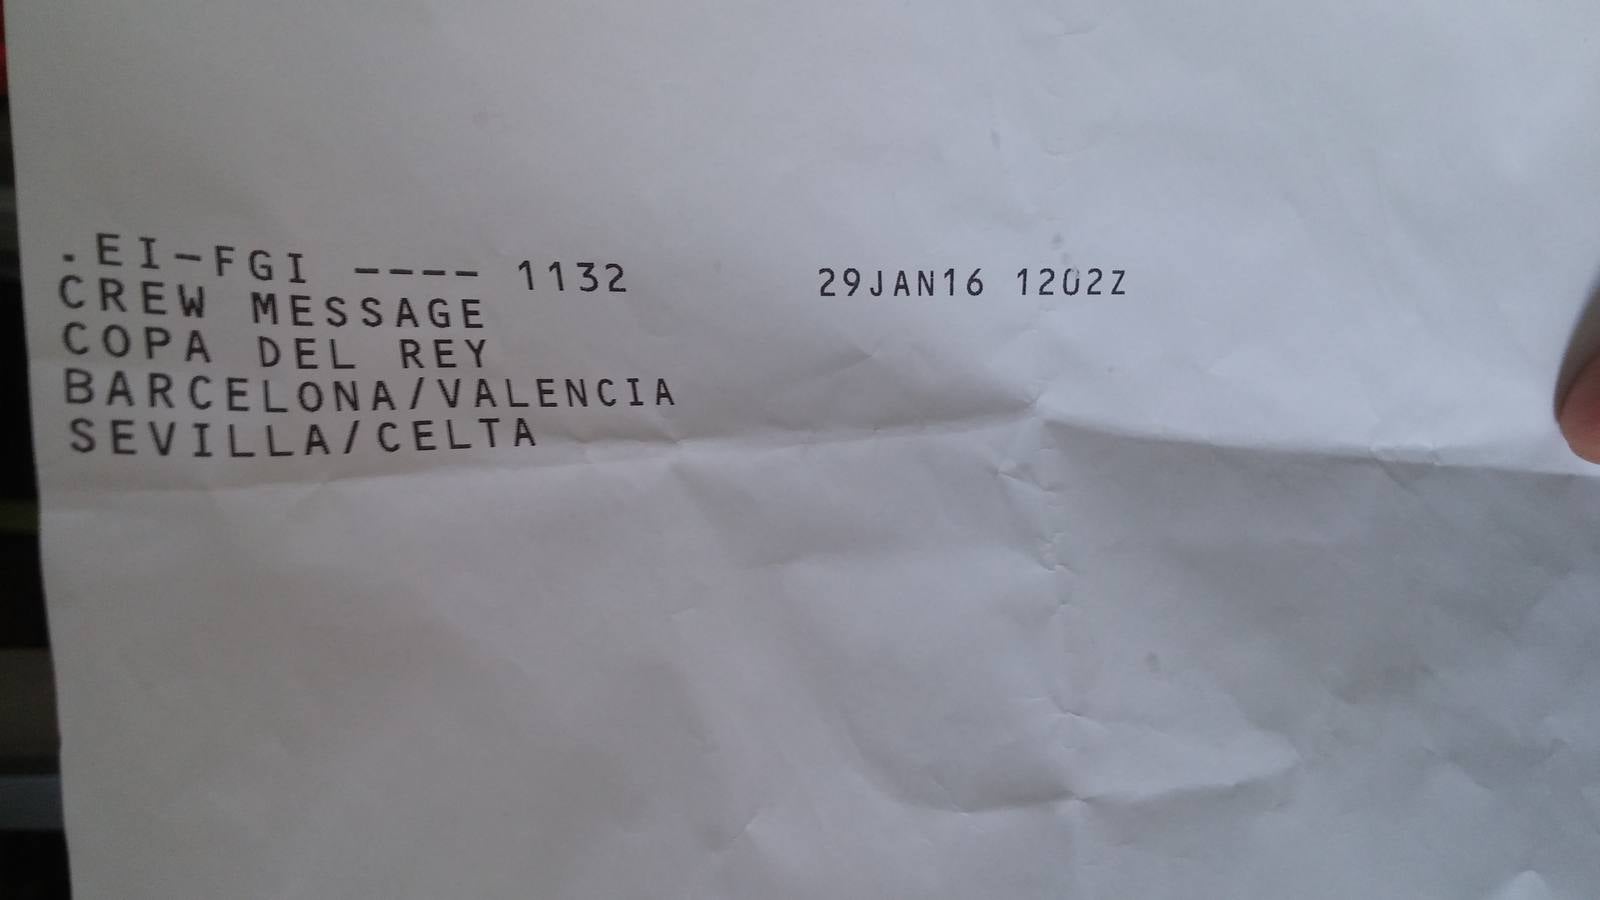 .EI-FGI ---- 1132 29JAN16 1202Z
CREW MESSAGE
COPA DEL REY
BARCELONA/VALENCIA
SEVILLA/CELTA